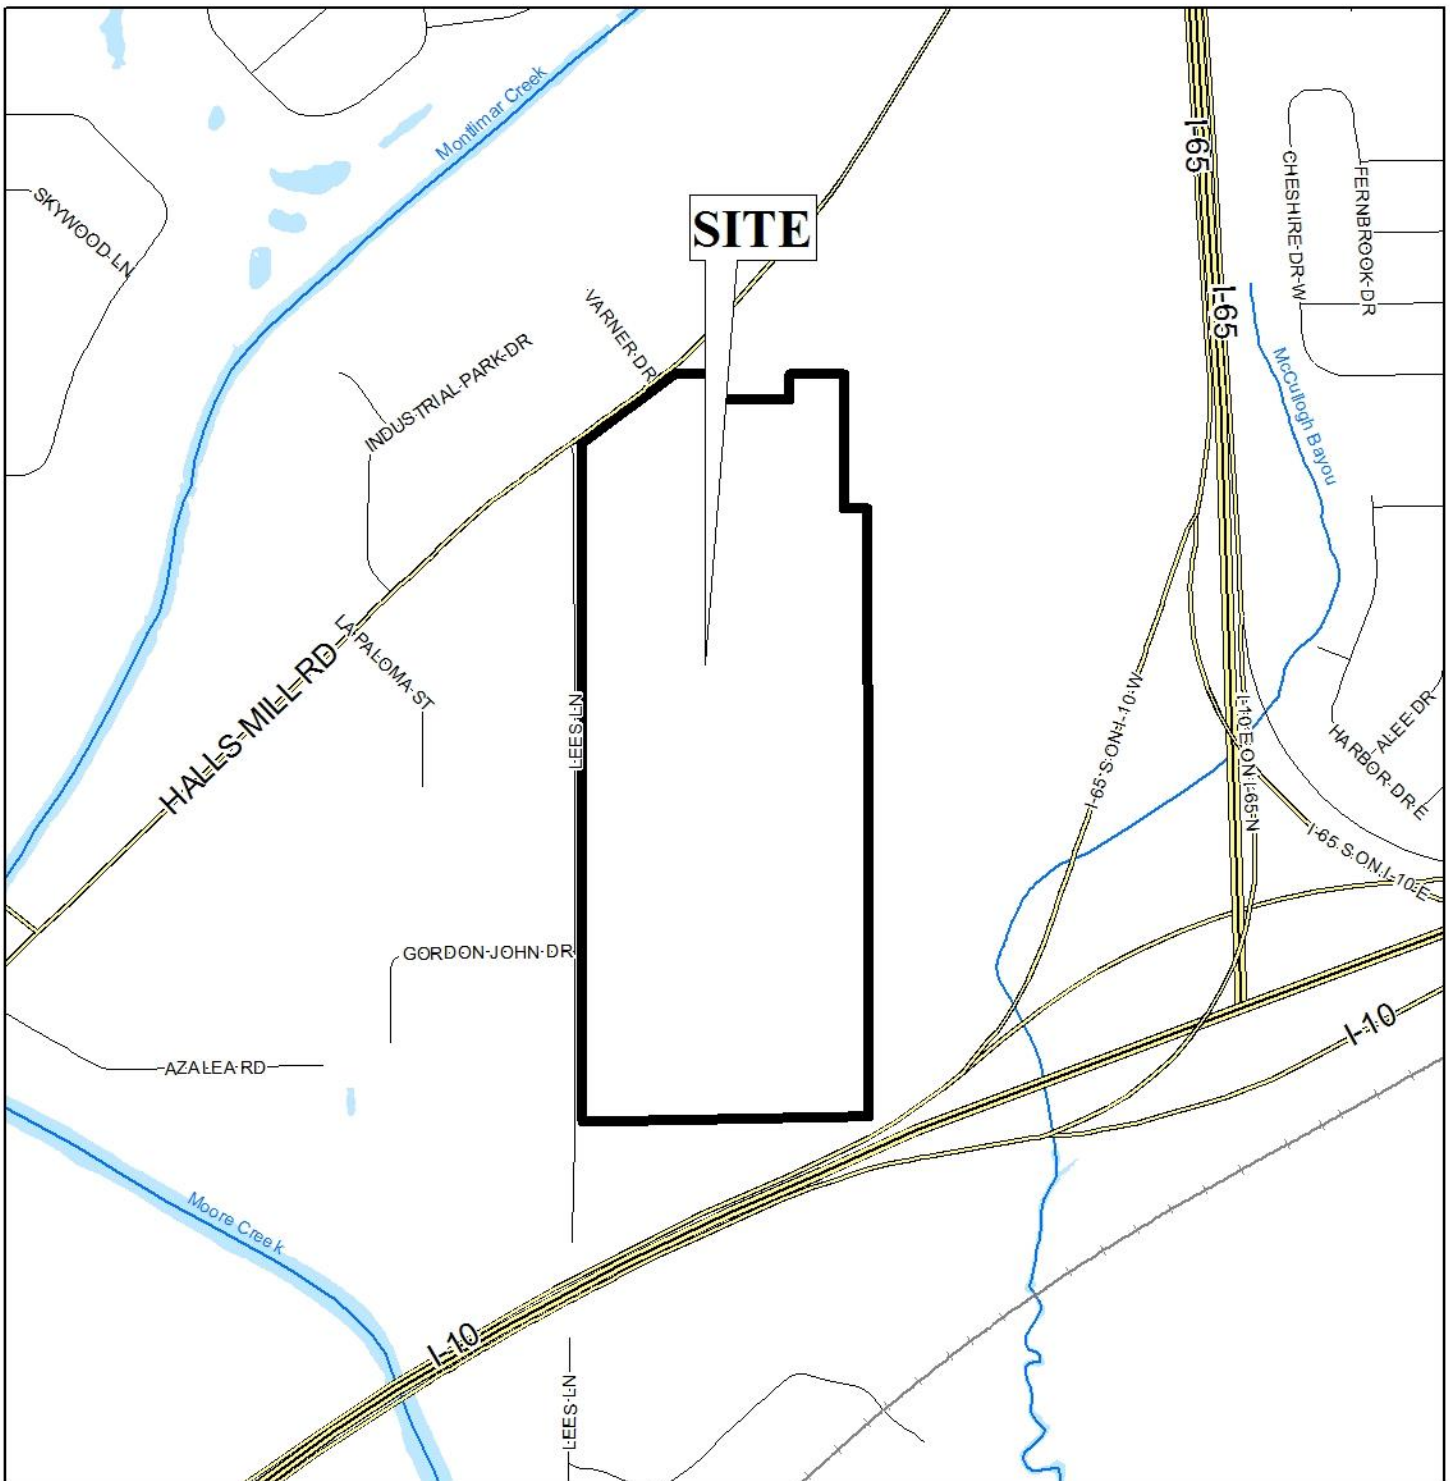 Montlimar Creek
I-65
CHESHIRE-DR-W
FERNBROOK-DR
SKYWOOD-LN
SITE
I-65
VARNER-DR
INDUSTRIAL-PARK-DR
McCullogh Bayou
LA-PALOMA-ST
HALLS-MILL-RD
LEES-LN
I-65-S-ON-I-10-W
I-10-E-ON-I-65-N
ALEE-DR
HARBOR-DR-E
I-65-S-ON-I-10-E
GORDON-JOHN-DR
I-10
AZALEA-RD
Moore Creek
I-10
LEES-LN